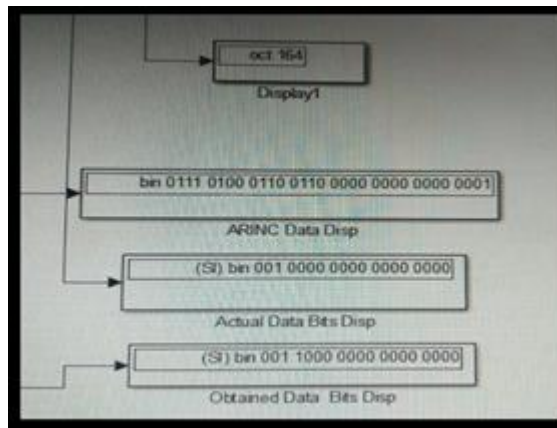 oct 164
Display1
bin 0111 0100 0110 0110 0000 0000 0000 0001
ARINC Data Disp
(SI) bin 001 0000 0000 0000 0000
Actual Data Bits Disp
(SI) bin 001 1000 0000 0000 0000
Obtained Data Bits Disp